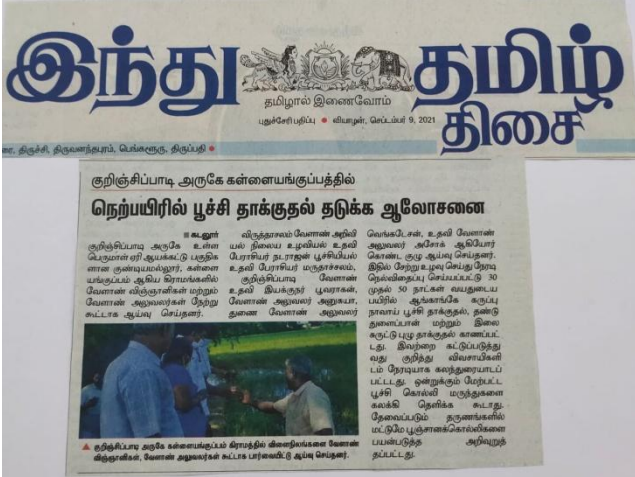 இந்து தமிழ்
திசை
தமிழால் இணைவோம்
புதுச்சேரி பதிப்பு • வியாழன், செப்டம்பர் 9, 2021
ரை, திருச்சி, திருவனந்தபுரம், பெங்களூரு, திருப்பதி •
குறிஞ்சிப்பாடி அருகே கள்ளையங்குப்பத்தில்
நெற்பயிரில் பூச்சி தாக்குதல் தடுக்க ஆலோசனை
■ கடலூர்
குறிஞ்சிப்பாடி அருகே உள்ள
பெருமாள் ஏரி ஆயக்கட்டு பகுதிக
ளான குண்டியமல்லூர், கள்ளை
யங்குப்பம் ஆகிய கிராமங்களில்
வேளாண் விஞ்ஞானிகள் மற்றும்
வேளாண் அலுவலர்கள் நேற்று
கூட்டாக ஆய்வு செய்தனர்.
விருத்தாசலம் வேளாண் அறிவி
யல் நிலைய உழவியல் உதவி
பேராசியர் நடராஜன் பூச்சியியல்
உதவி பேராசிரியர் மருதாச்சலம்,
குறிஞ்சிப்பாடி வேளாண்
உதவி இயக்குநர் பூவராகன்,
வேளாண் அலுவலர் அனுசுயா,
துணை வேளாண் அலுவலர்
வெங்கடேசன், உதவி வேளாண்
அலுவலர் அசோக் ஆகியோர்
கொண்ட குழு ஆய்வு செய்தனர்.
இதில் சேற்று உழவு செய்து நேரடி
நெல்விதைப்பு செய்யப்பட்டு 30
முதல் 50 நாட்கள் வயதுடைய
பயிரில் ஆங்காங்கே கருப்பு
நாவாய் பூச்சி தாக்குதல், தண்டு
துளைப்பான் மற்றும் இலை
சுருட்டு புழு தாக்குதல் காணப்பட்
டது. இவற்றை கட்டுப்படுத்து
வது குறித்து விவசாயிகளி
டம் நேரடியாக கலந்துரையாடப்
பட்டது. ஒன்றுக்கும் மேற்பட்ட
பூச்சி கொல்லி மருந்துகளை
கலக்கி தெளிக்க கூடாது.
தேவைப்படும் தருணங்களில்
மட்டுமே பூஞ்சானக்கொல்லிகளை
பயன்படுத்த அறிவுறுத்
தப்பட்டது.
▲ குறிஞ்சிப்பாடி அருகே கள்ளையங்குப்பம் கிராமத்தில் விளைநிலங்களை வேளாண்
விஞ்ஞானிகள், வேளாண் அலுவலர்கள் கூட்டாக பார்வையிட்டு ஆய்வு செய்தனர்.